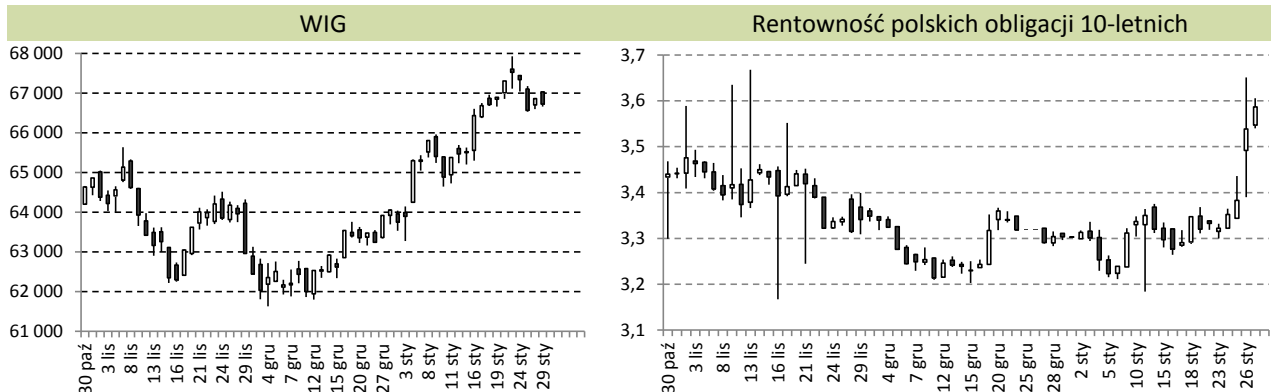 WIG
68 000
67 000
66 000
65 000
64 000
63 000
62 000
61 000
30 paź
3 lis
8 lis
13 lis
16 lis
21 lis
24 lis
29 lis
4 gru
7 gru
12 gru
15 gru
20 gru
27 gru
3 sty
8 sty
11 sty
16 sty
19 sty
24 sty
29 sty
Rentowność polskich obligacji 10-letnich
3,7
3,6
3,5
3,4
3,3
3,2
3,1
30 paź
3 lis
8 lis
13 lis
16 lis
21 lis
24 lis
29 lis
4 gru
7 gru
12 gru
15 gru
20 gru
25 gru
28 gru
2 sty
5 sty
10 sty
15 sty
18 sty
23 sty
26 sty